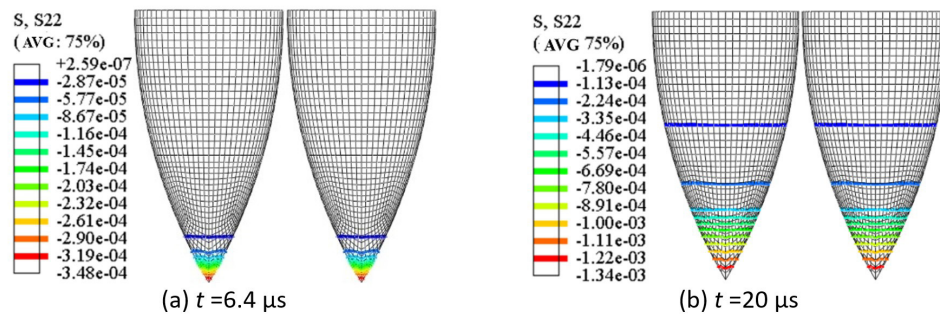 S, S22
(AVG: 75%)
+2.59e-07
-2.87e-05
-5.77e-05
-8.67e-05
-1.16e-04
-1.45e-04
-1.74e-04
-2.03e-04
-2.32e-04
-2.61e-04
-2.90e-04
-3.19e-04
-3.48e-04
(a) t =6.4 μs
S, S22
(AVG: 75%)
-1.79e-06
-1.13e-04
-2.24e-04
-3.35e-04
-4.46e-04
-5.57e-04
-6.69e-04
-7.80e-04
-8.91e-04
-1.00e-03
-1.11e-03
-1.22e-03
-1.34e-03
(b) t =20 μs